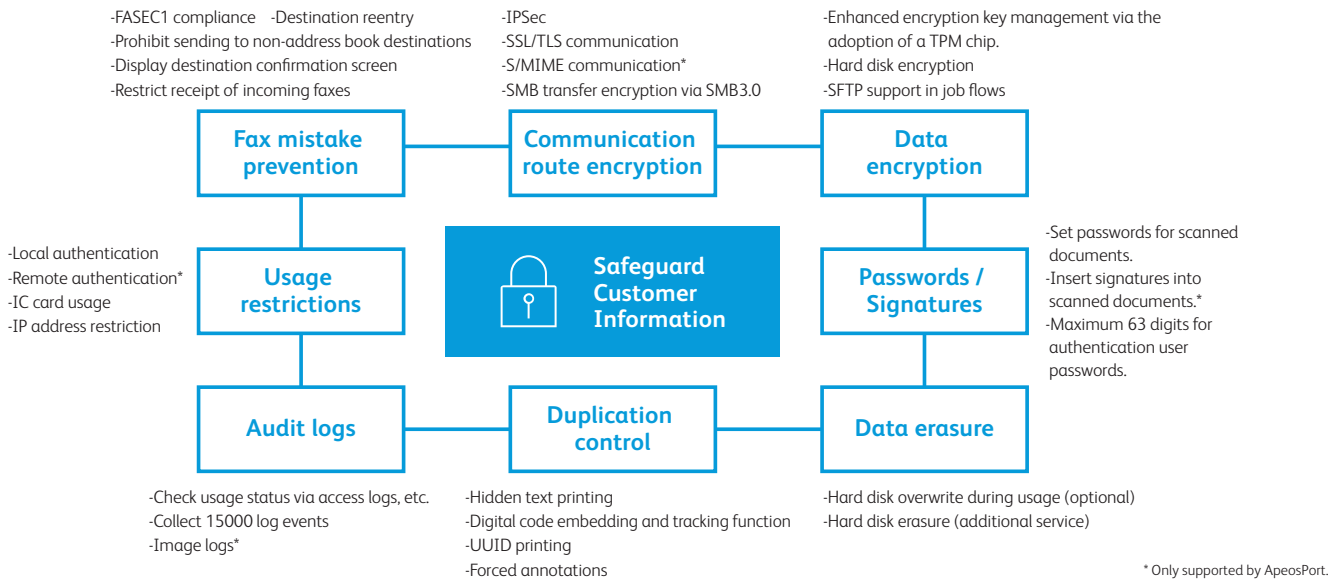 -FASEC1 compliance -Destination reentry
-Prohibit sending to non-address book destinations
-Display destination confirmation screen
-Restrict receipt of incoming faxes
-IPSec
-SSL/TLS communication
-S/MIME communication*
-SMB transfer encryption via SMB3.0
-Enhanced encryption key management via the
adoption of a TPM chip.
-Hard disk encryption
-SFTP support in job flows
Fax mistake
prevention
Communication
route encryption
Data
encryption
-Local authentication
-Remote authentication*
-IC card usage
-IP address restriction
Usage
restrictions
Safeguard
Customer
Information
Passwords /
Signatures
-Set passwords for scanned
documents.
-Insert signatures into
scanned documents.*
-Maximum 63 digits for
authentication user
passwords.
Audit logs
Duplication
control
Data erasure
-Check usage status via access logs, etc.
-Collect 15000 log events
-Image logs*
-Hidden text printing
-Digital code embedding and tracking function
-UUID printing
-Forced annotations
-Hard disk overwrite during usage (optional)
-Hard disk erasure (additional service)
* Only supported by ApeosPort.